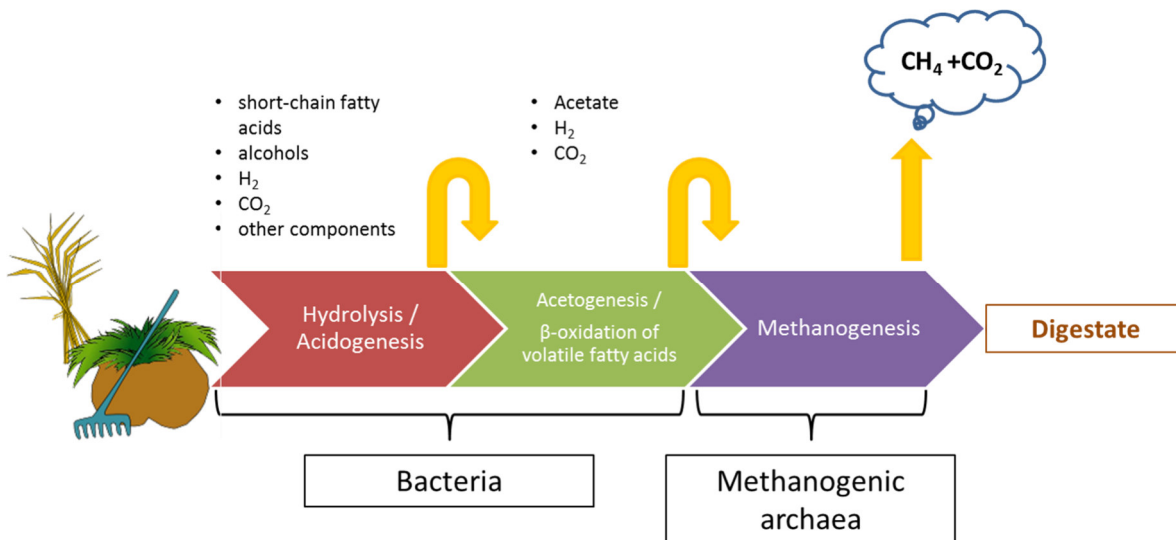 CH₄ +CO₂
• short-chain fatty
acids
• alcohols
• H₂
• CO₂
• other components
• Acetate
• H₂
• CO₂
Hydrolysis /
Acidogenesis
Acetogenesis /
β-oxidation of
volatile fatty acids
Methanogenesis
Digestate
Bacteria
Methanogenic
archaea